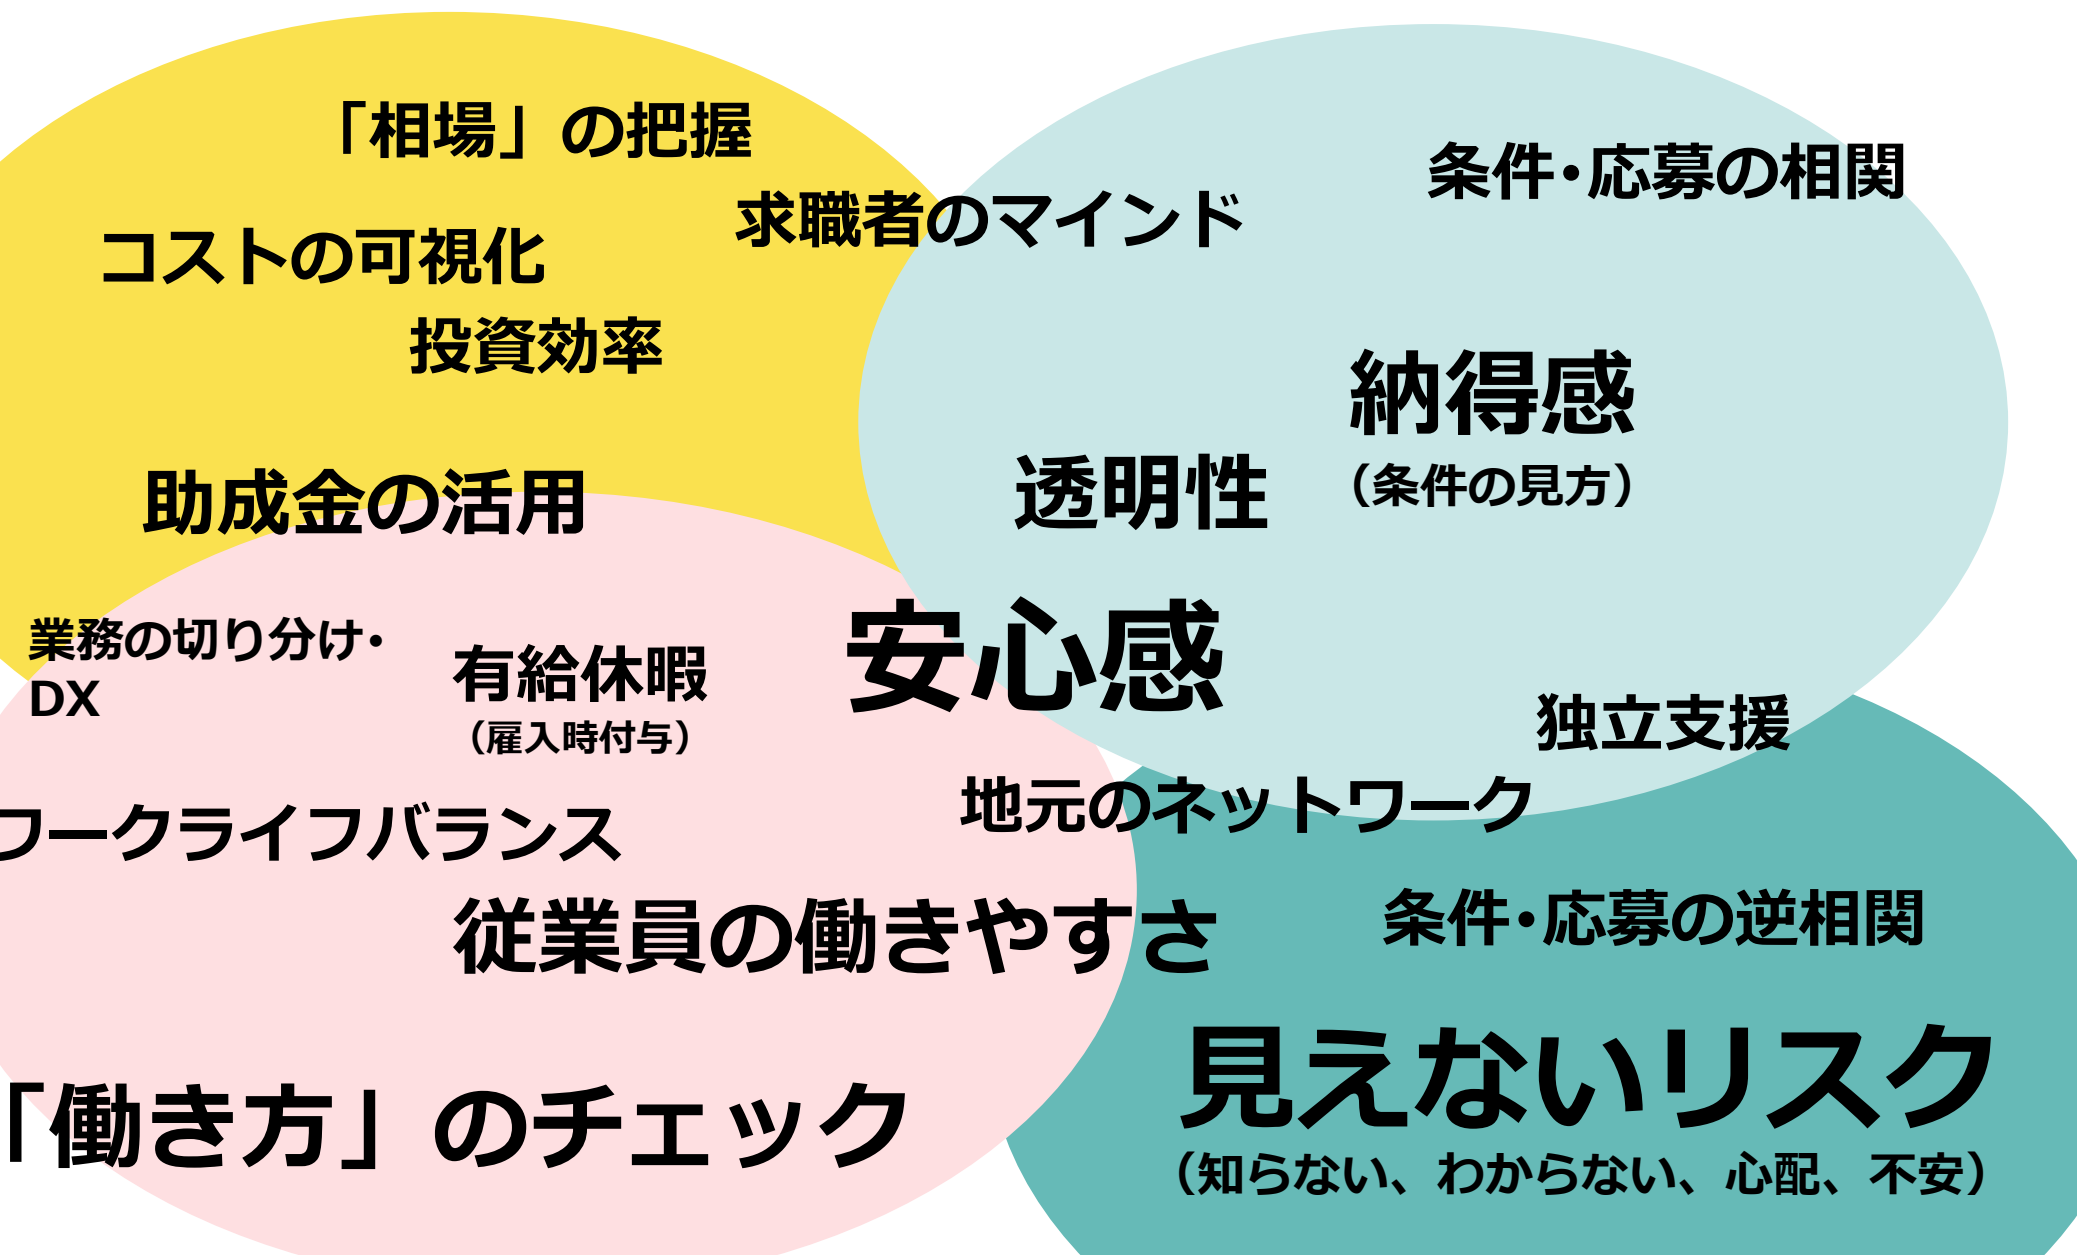 「相場」の把握
条件・応募の相関
求職者のマインド
コストの可視化
投資効率
納得感
（条件の見方）
透明性
助成金の活用
業務の切り分け・
DX
有給休暇
（雇入時付与）
安心感
独立支援
地元のネットワーク
ワークライフバランス
従業員の働きやすさ
条件・応募の逆相関
見えないリスク
（知らない、わからない、心配、不安）
「働き方」のチェック